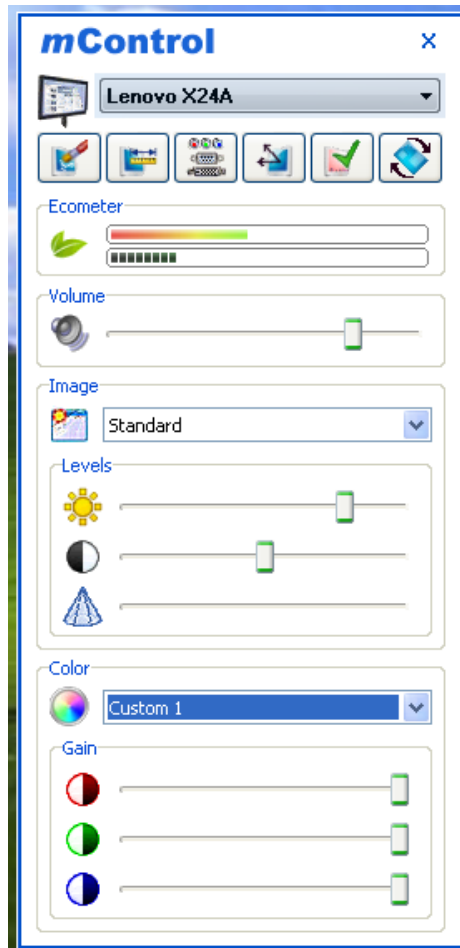 mControl
Lenovo X24A
Ecometer
Volume
Image
Standard
Levels
Color
Custom 1
Gain